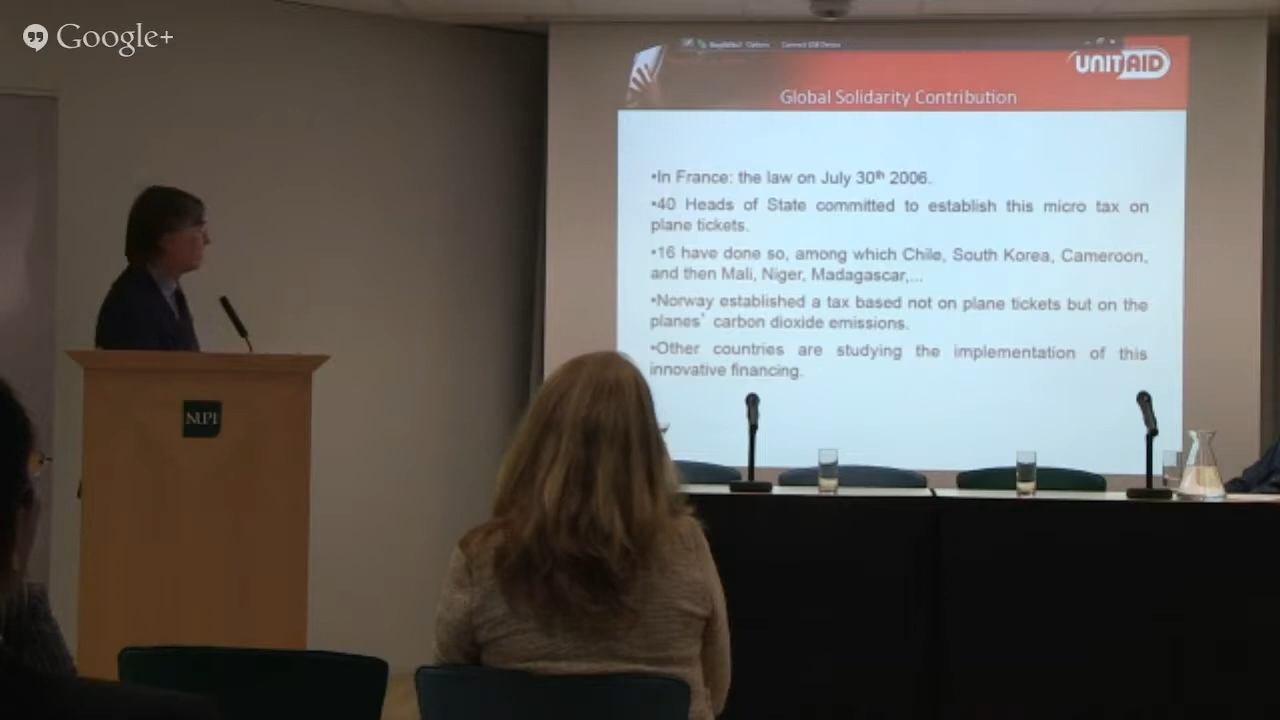 Google+
UNITAID
Global Solidarity Contribution
•In France: the law on July 30th 2006.
•40 Heads of State committed to establish this micro tax on
plane tickets.
•16 have done so, among which Chile, South Korea, Cameroon,
and then Mali, Niger, Madagascar,...
•Norway established a tax based not on plane tickets but on the
planes' carbon dioxide emissions.
•Other countries are studying the implementation of this
innovative financing.
NUPI